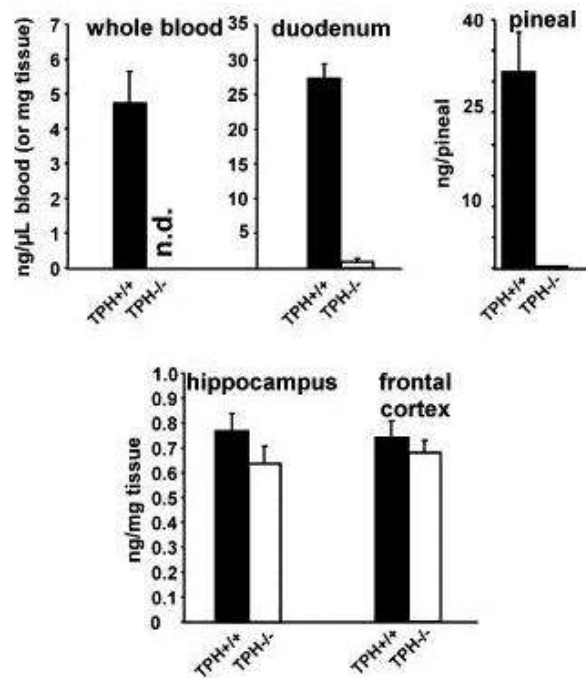 whole blood
ng/µL blood (or mg tissue)
7
6
5
4
3
2
1
0
n.d.
TPH+/+
TPH-/-
duodenum
35
30
25
20
15
10
5
TPH+/+
TPH-/-
pineal
ng/pineal
40
25
10
TPH+/+
TPH-/-
hippocampus
frontal
cortex
ng/mg tissue
1.0
0.9
0.8
0.7
0.6
0.5
0.4
0.3
0.2
0.1
0
TPH+/+
TPH-/-
TPH+/+
TPH-/-